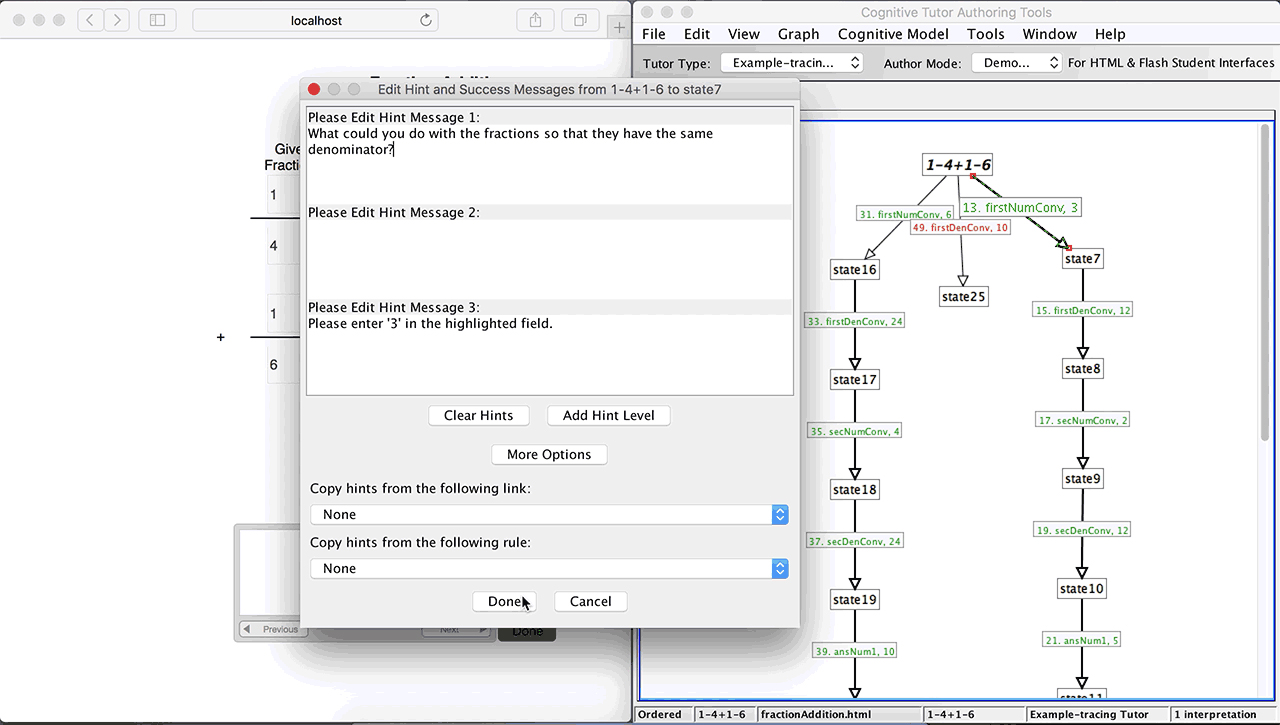 localhost
Cognitive Tutor Authoring Tools
File Edit View Graph Cognitive Model Tools Window Help
Tutor Type: Example-tracin... Author Mode: Demo... For HTML & Flash Student Interfaces
Edit Hint and Success Messages from 1-4+1-6 to state7
Please Edit Hint Message 1:
What could you do with the fractions so that they have the same
denominator?
Please Edit Hint Message 2:
Please Edit Hint Message 3:
Please enter '3' in the highlighted field.
Clear Hints Add Hint Level
More Options
Copy hints from the following link:
None
Copy hints from the following rule:
None
Done Cancel
1
4
1
+
6
Previous Next Done
1-4+1-6
31. firstNumConv, 6
13. firstNumConv, 3
49. firstDenConv, 10
state16
state25
state7
33. firstDenConv, 24
15. firstDenConv, 12
state17
state8
35. secNumConv, 4
17. secNumConv, 2
state18
state9
37. secDenConv, 24
19. secDenConv, 12
state19
state10
39. ansNum1, 10
21. ansNum1, 5
state11
Ordered 1-4+1-6 fractionAddition.html 1-4+1-6 Example-tracing Tutor 1 interpretation